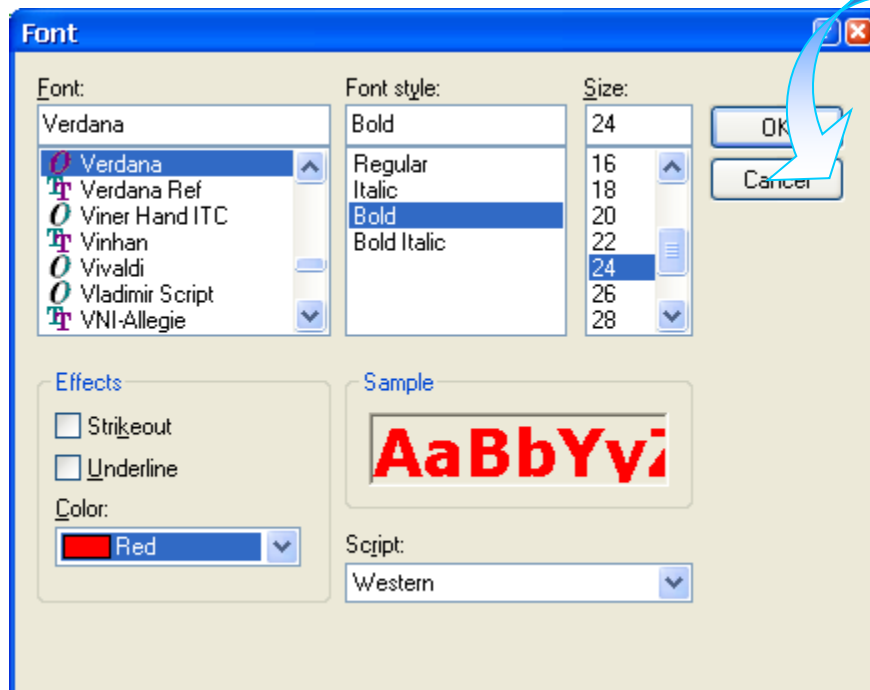 Font
Font:
Verdana
Verdana
Verdana Ref
Viner Hand ITC
Vinhan
Vivaldi
Vladimir Script
VNI-Allegie
Font style:
Bold
Regular
Italic
Bold
Bold Italic
Size:
24
16
18
20
22
24
26
28
OK
Cancel
Effects
Strikeout
Underline
Color:
Red
Sample
AaBbYyZ
Script:
Western